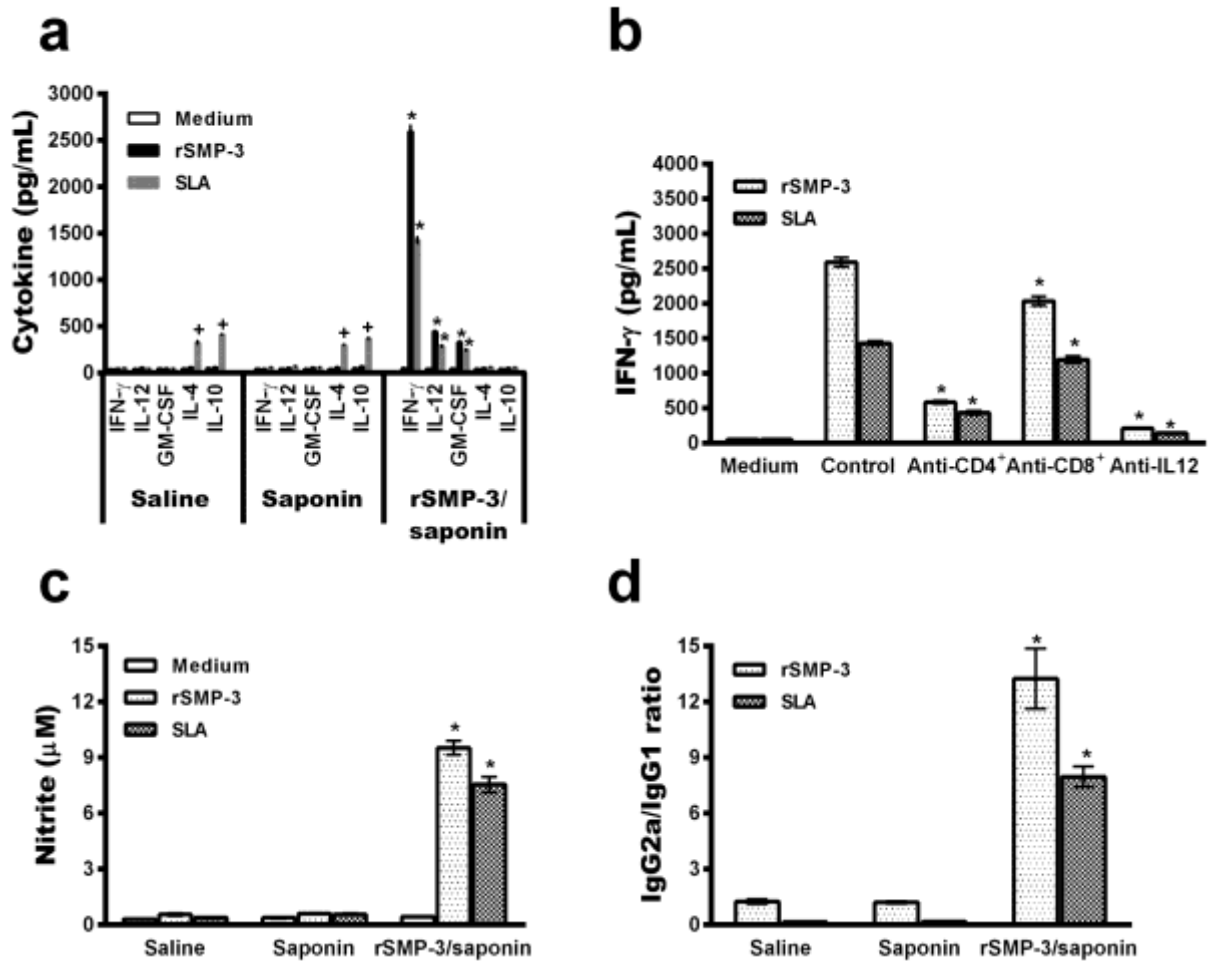 a
Cytokine (pg/mL)
3000
2500
2000
1500
1000
500
0
Medium
rSMP-3
SLA
+
+
+
+
*
*
*
*
*
*
IFN-γ
IL-12
GM-CSF
IL-4
IL-10
IFN-γ
IL-12
GM-CSF
IL-4
IL-10
IFN-γ
IL-12
GM-CSF
IL-4
IL-10
Saline
Saponin
rSMP-3/
saponin
b
IFN-γ (pg/mL)
4000
3500
3000
2500
2000
1500
1000
500
0
rSMP-3
SLA
*
*
*
*
*
*
Medium
Control
Anti-CD4⁺
Anti-CD8⁺
Anti-IL12
c
Nitrite (μM)
15
12
9
6
3
0
Medium
rSMP-3
SLA
*
*
Saline
Saponin
rSMP-3/saponin
d
IgG2a/IgG1 ratio
15
12
9
6
3
0
rSMP-3
SLA
*
*
Saline
Saponin
rSMP-3/saponin